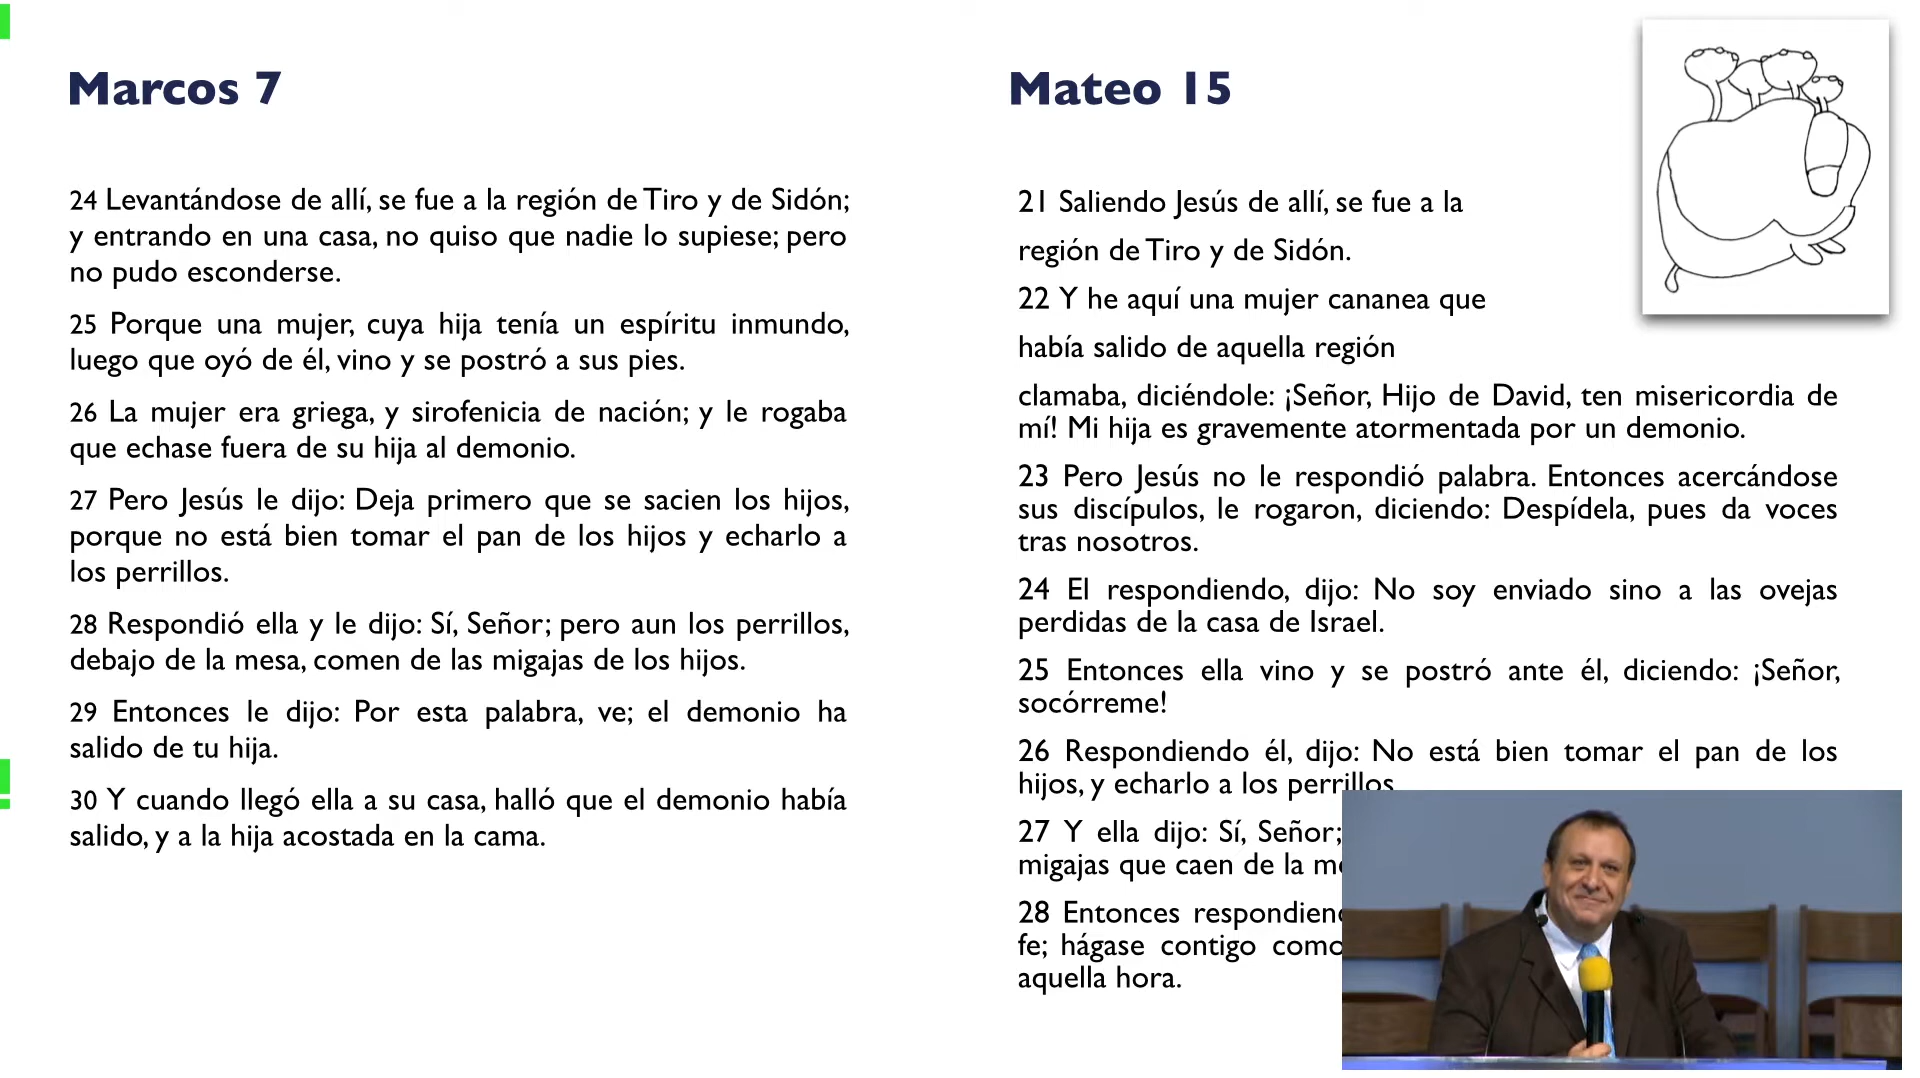 Marcos 7
24 Levantándose de allí, se fue a la región de Tiro y de Sidón;
y entrando en una casa, no quiso que nadie lo supiese; pero
no pudo esconderse.
25 Porque una mujer, cuya hija tenía un espíritu inmundo,
luego que oyó de él, vino y se postró a sus pies.
26 La mujer era griega, y sirofenicia de nación; y le rogaba
que echase fuera de su hija al demonio.
27 Pero Jesús le dijo: Deja primero que se sacien los hijos,
porque no está bien tomar el pan de los hijos y echarlo a
los perrillos.
28 Respondió ella y le dijo: Sí, Señor; pero aun los perrillos,
debajo de la mesa, comen de las migajas de los hijos.
29 Entonces le dijo: Por esta palabra, ve; el demonio ha
salido de tu hija.
30 Y cuando llegó ella a su casa, halló que el demonio había
salido, y a la hija acostada en la cama.
Mateo 15
21 Saliendo Jesús de allí, se fue a la
región de Tiro y de Sidón.
22 Y he aquí una mujer cananea que
había salido de aquella región
clamaba, diciéndole: ¡Señor, Hijo de David, ten misericordia de
mí! Mi hija es gravemente atormentada por un demonio.
23 Pero Jesús no le respondió palabra. Entonces acercándose
sus discípulos, le rogaron, diciendo: Despídela, pues da voces
tras nosotros.
24 El respondiendo, dijo: No soy enviado sino a las ovejas
perdidas de la casa de Israel.
25 Entonces ella vino y se postró ante él, diciendo: ¡Señor,
socórreme!
26 Respondiendo él, dijo: No está bien tomar el pan de los
hijos, y echarlo a los perrillos
27 Y ella dijo: Sí, Señor;
migajas que caen de la
28 Entonces
fe; hágase contigo como
aquella hora.